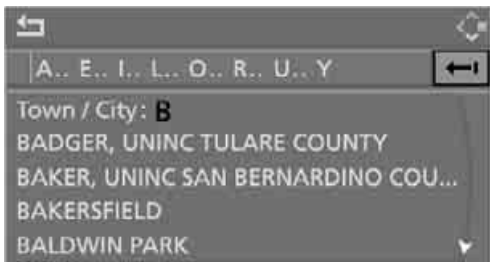 A.. E.. I.. L.. O.. R.. U.. Y
Town / City: B
BADGER, UNINC TULARE COUNTY
BAKER, UNINC SAN BERNARDINO COU...
BAKERSFIELD
BALDWIN PARK